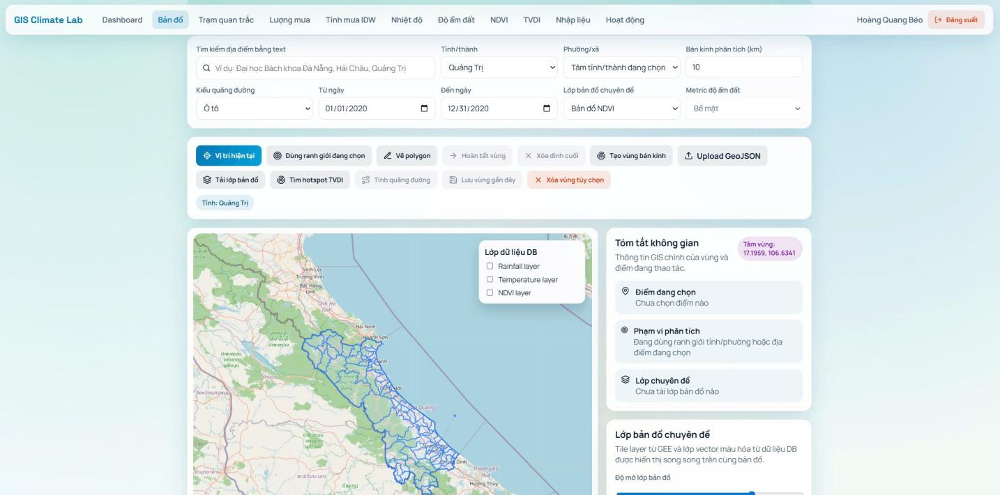 GIS Climate Lab
Dashboard
Bản đồ
Trạm quan trắc
Lượng mưa
Tính mưa IDW
Nhiệt độ
Độ ẩm đất
NDVI
TVDI
Nhập liệu
Hoạt động
Hoàng Quang Béo
Đăng xuất
Tìm kiếm địa điểm bằng text
Tỉnh/thành
Phường/xã
Bán kính phân tích (km)
Ví dụ: Đại học Bách khoa Đà Nẵng, Hải Châu, Quảng Trị
Quảng Trị
Tâm tỉnh/thành đang chọn
10
Kiểu quãng đường
Từ ngày
Đến ngày
Lớp bản đồ chuyên đề
Metric độ ẩm đất
Ô tô
01/01/2020
12/31/2020
Bản đồ NDVI
Bề mặt
Vị trí hiện tại
Dùng ranh giới đang chọn
Vẽ polygon
Hoàn tất vùng
Xóa đỉnh cuối
Tạo vùng bán kính
Upload GeoJSON
Tải lớp bản đồ
Tìm hotspot TVDI
Tính quãng đường
Lưu vùng gần đây
Xóa vùng tùy chọn
Tỉnh: Quảng Trị
Lớp dữ liệu DB
Rainfall layer
Temperature layer
NDVI layer
Vinh Lộc
Trường Vinh
Bắc Hồng
Lĩnh
Tỉnh Hà
Tĩnh
Hải Ninh
Hoành Sơn
Thành phố
Huế
Hương Thủy
Tóm tắt không gian
Tâm vùng:
17.1959, 106.6341
Thông tin GIS chính của vùng và
điểm đang thao tác.
Điểm đang chọn
Chưa chọn điểm nào
Phạm vi phân tích
Đang dùng ranh giới tỉnh/phường hoặc địa
điểm đang chọn
Lớp chuyên đề
Chưa tải lớp bản đồ nào
Lớp bản đồ chuyên đề
Tile layer từ GEE và lớp vector màu hóa từ dữ liệu DB
được hiển thị song song trên cùng bản đồ.
Độ mờ lớp bản đồ